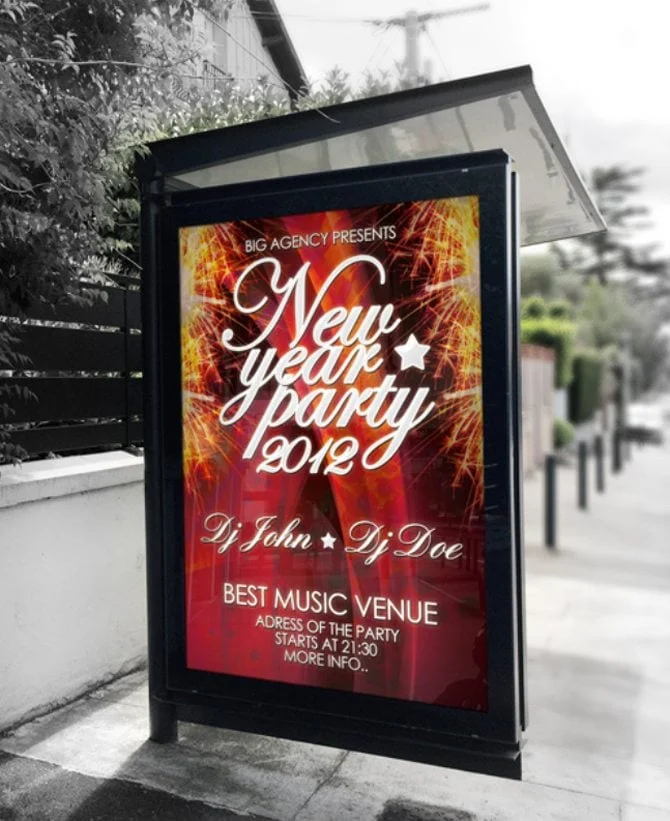 BIG AGENCY PRESENTS
New
year
party
2012
Dj John ★ Dj Doe
BEST MUSIC VENUE
ADRESS OF THE PARTY
STARTS AT 21:30
MORE INFO..